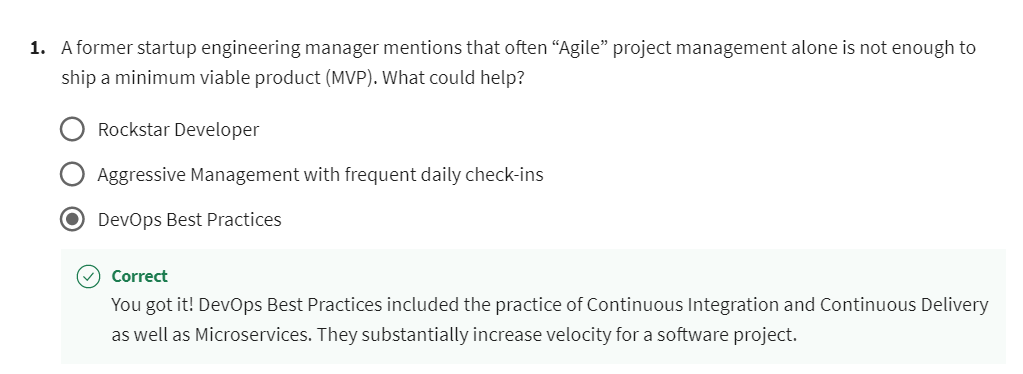 1. A former startup engineering manager mentions that often “Agile” project management alone is not enough to
ship a minimum viable product (MVP). What could help?
Rockstar Developer
Aggressive Management with frequent daily check-ins
DevOps Best Practices
Correct
You got it! DevOps Best Practices included the practice of Continuous Integration and Continuous Delivery
as well as Microservices. They substantially increase velocity for a software project.